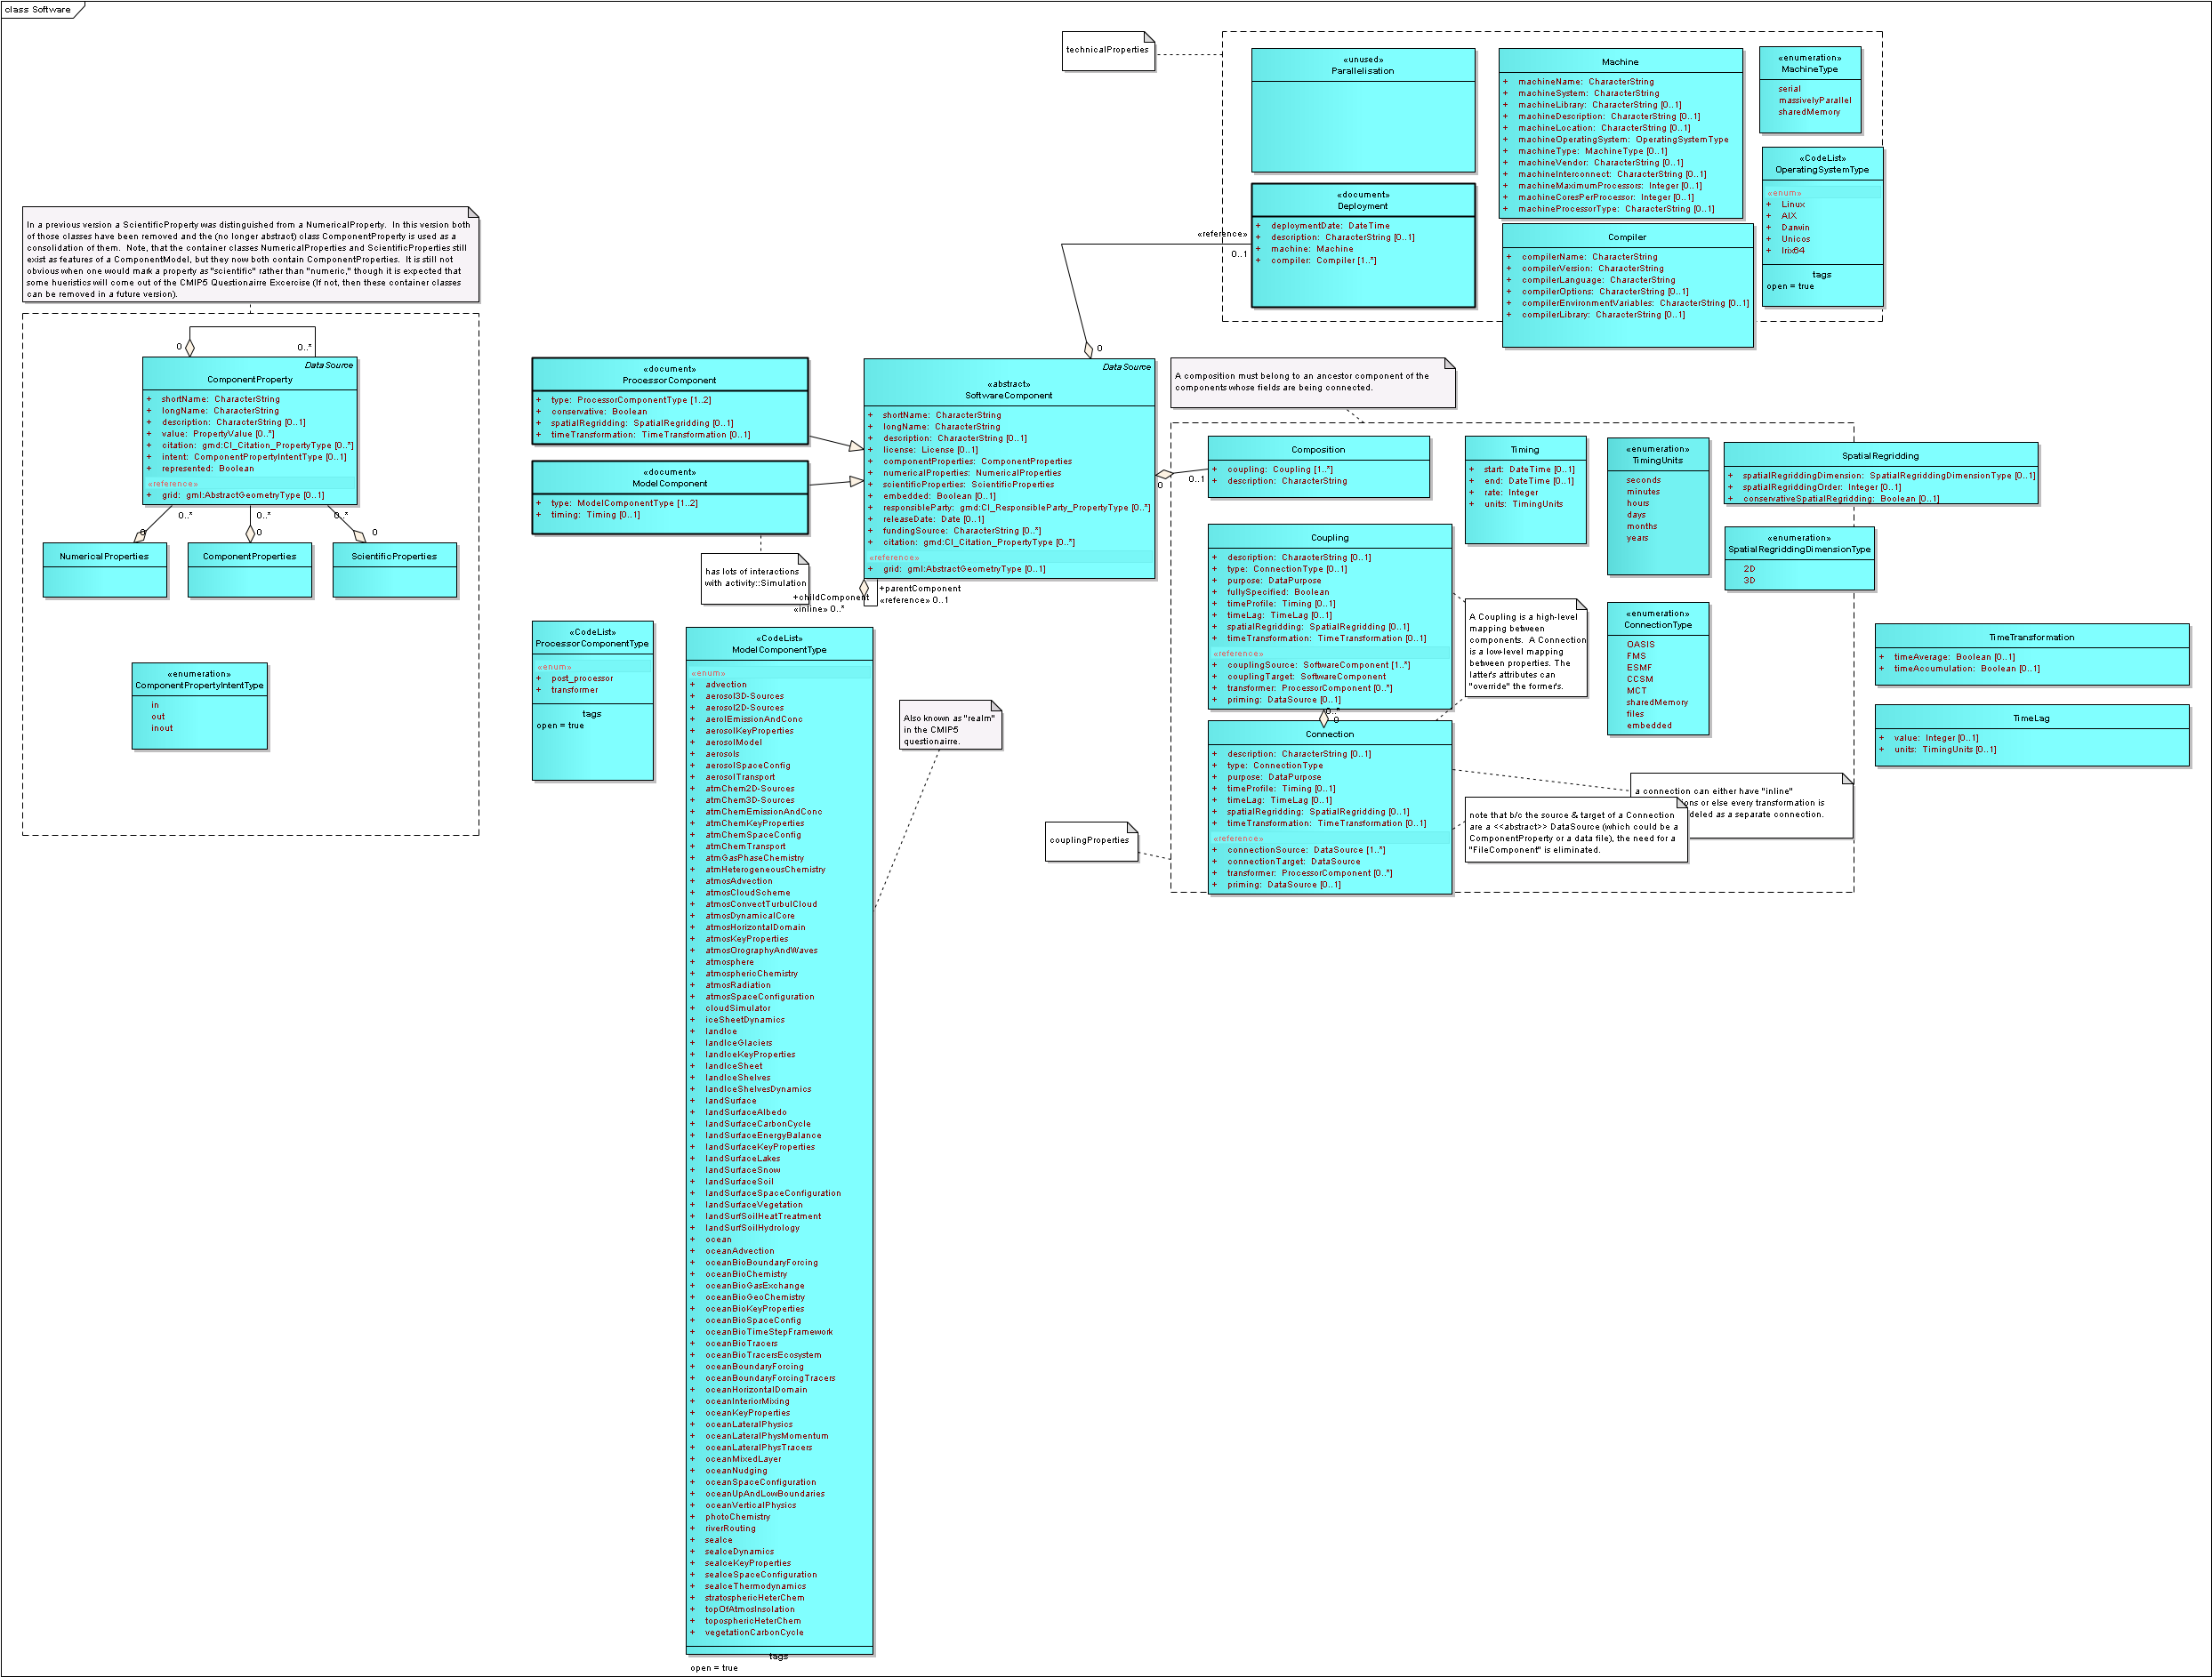 class Software
technicalProperties
«unused»
Parallelisation
Machine
+ machineName: CharacterString
+ machineSystem: CharacterString
+ machineLibrary: CharacterString [0..1]
+ machineDescription: CharacterString [0..1]
+ machineLocation: CharacterString [0..1]
+ machineOperatingSystem: OperatingSystemType
+ machineType: MachineType [0..1]
+ machineVendor: CharacterString [0..1]
+ machineInterconnect: CharacterString [0..1]
+ machineMaximumProcessors: Integer [0..1]
+ machineCoresPerProcessor: Integer [0..1]
+ machineProcessorType: CharacterString [0..1]
«enumeration»
MachineType
serial
massivelyParallel
sharedMemory
«CodeList»
OperatingSystemType
«enum»
+ Linux
+ AIX
+ Darwin
+ Unicos
+ Irix64
tags
open = true
«document»
Deployment
+ deploymentDate: DateTime
+ description: CharacterString [0..1]
+ machine: Machine
+ compiler: Compiler [1..*]
«reference»
0..1
0
Compiler
+ compilerName: CharacterString
+ compilerVersion: CharacterString
+ compilerLanguage: CharacterString
+ compilerOptions: CharacterString [0..1]
+ compilerEnvironmentVariables: CharacterString [0..1]
+ compilerLibrary: CharacterString [0..1]
In a previous version a ScientificProperty was distinguished from a NumericalProperty. In this version both
of those classes have been removed and the (no longer abstract) class ComponentProperty is used as a
consolidation of them. Note, that the container classes NumericalProperties and ScientificProperties still
exist as features of a ComponentModel, but they now both contain ComponentProperties. It is still not
obvious when one would mark a property as "scientific" rather than "numeric," though it is expected that
some hueristics will come out of the CMIP5 Questionairre Excercise (If not, then these container classes
can be removed in a future version).
0
0..*
DataSource
ComponentProperty
+ shortName: CharacterString
+ longName: CharacterString
+ description: CharacterString [0..1]
+ value: PropertyValue [0..*]
+ citation: gmd:CI_Citation_PropertyType [0..*]
+ intent: ComponentPropertyIntentType [0..1]
+ represented: Boolean
«reference»
+ grid: gml:AbstractGeometryType [0..1]
0..*
0..*
0..*
0
0
0
NumericalProperties
ComponentProperties
ScientificProperties
«enumeration»
ComponentPropertyIntentType
in
out
inout
«document»
ProcessorComponent
+ type: ProcessorComponentType [1..2]
+ conservative: Boolean
+ spatialRegridding: SpatialRegridding [0..1]
+ timeTransformation: TimeTransformation [0..1]
«document»
ModelComponent
+ type: ModelComponentType [1..2]
+ timing: Timing [0..1]
has lots of interactions
with activity::Simulation
DataSource
«abstract»
SoftwareComponent
+ shortName: CharacterString
+ longName: CharacterString
+ description: CharacterString [0..1]
+ license: License [0..1]
+ componentProperties: ComponentProperties
+ numericalProperties: NumericalProperties
+ scientificProperties: ScientificProperties
+ embedded: Boolean [0..1]
+ responsibleParty: gmd:CI_ResponsibleParty_PropertyType [0..*]
+ releaseDate: Date [0..1]
+ fundingSource: CharacterString [0..*]
+ citation: gmd:CI_Citation_PropertyType [0..*]
«reference»
+ grid: gml:AbstractGeometryType [0..1]
+parentComponent
«reference» 0..1
+childComponent
«inline» 0..*
0
0..1
A composition must belong to an ancestor component of the
components whose fields are being connected.
Composition
+ coupling: Coupling [1..*]
+ description: CharacterString
Timing
+ start: DateTime [0..1]
+ end: DateTime [0..1]
+ rate: Integer
+ units: TimingUnits
«enumeration»
TimingUnits
seconds
minutes
hours
days
months
years
SpatialRegridding
+ spatialRegriddingDimension: SpatialRegriddingDimensionType [0..1]
+ spatialRegriddingOrder: Integer [0..1]
+ conservativeSpatialRegridding: Boolean [0..1]
«enumeration»
SpatialRegriddingDimensionType
2D
3D
Coupling
+ description: CharacterString [0..1]
+ type: ConnectionType [0..1]
+ purpose: DataPurpose
+ fullySpecified: Boolean
+ timeProfile: Timing [0..1]
+ timeLag: TimeLag [0..1]
+ spatialRegridding: SpatialRegridding [0..1]
+ timeTransformation: TimeTransformation [0..1]
«reference»
+ couplingSource: SoftwareComponent [1..*]
+ couplingTarget: SoftwareComponent
+ transformer: ProcessorComponent [0..*]
+ priming: DataSource [0..1]
0..*
0
A Coupling is a high-level
mapping between
components. A Connection
is a low-level mapping
between properties. The
latter's attributes can
"override" the former's.
«enumeration»
ConnectionType
OASIS
FMS
ESMF
CCSM
MCT
sharedMemory
files
embedded
TimeTransformation
+ timeAverage: Boolean [0..1]
+ timeAccumulation: Boolean [0..1]
TimeLag
+ value: Integer [0..1]
+ units: TimingUnits [0..1]
Connection
+ description: CharacterString [0..1]
+ type: ConnectionType
+ purpose: DataPurpose
+ timeProfile: Timing [0..1]
+ timeLag: TimeLag [0..1]
+ spatialRegridding: SpatialRegridding [0..1]
+ timeTransformation: TimeTransformation [0..1]
«reference»
+ connectionSource: DataSource [1..*]
+ connectionTarget: DataSource
+ transformer: ProcessorComponent [0..*]
+ priming: DataSource [0..1]
a connection can either have "inline"
or else every transformation is
as a separate connection.
note that b/c the source & target of a Connection
are a <<abstract>> DataSource (which could be a
ComponentProperty or a data file), the need for a
"FileComponent" is eliminated.
couplingProperties
«CodeList»
ProcessorComponentType
«enum»
+ post_processor
+ transformer
tags
open = true
Also known as "realm"
in the CMIP5
questionairre.
«CodeList»
ModelComponentType
«enum»
+ advection
+ aerosol3D-Sources
+ aerosol2D-Sources
+ aerolEmissionAndConc
+ aerosolKeyProperties
+ aerosolModel
+ aerosols
+ aerosolSpaceConfig
+ aerosolTransport
+ atmChem2D-Sources
+ atmChem3D-Sources
+ atmChemEmissionAndConc
+ atmChemKeyProperties
+ atmChemSpaceConfig
+ atmChemTransport
+ atmGasPhaseChemistry
+ atmHeterogeneousChemistry
+ atmosAdvection
+ atmosCloudScheme
+ atmosConvectTurbulCloud
+ atmosDynamicalCore
+ atmosHorizontalDomain
+ atmosKeyProperties
+ atmosOrographyAndWaves
+ atmosphere
+ atmosphericChemistry
+ atmosRadiation
+ atmosSpaceConfiguration
+ cloudSimulator
+ iceSheetDynamics
+ landIce
+ landIceGlaciers
+ landIceKeyProperties
+ landIceSheet
+ landIceShelves
+ landIceShelvesDynamics
+ landSurface
+ landSurfaceAlbedo
+ landSurfaceCarbonCycle
+ landSurfaceEnergyBalance
+ landSurfaceKeyProperties
+ landSurfaceLakes
+ landSurfaceSnow
+ landSurfaceSoil
+ landSurfaceSpaceConfiguration
+ landSurfaceVegetation
+ landSurfSoilHeatTreatment
+ landSurfSoilHydrology
+ ocean
+ oceanAdvection
+ oceanBioBoundaryForcing
+ oceanBioChemistry
+ oceanBioGasExchange
+ oceanBioGeoChemistry
+ oceanBioKeyProperties
+ oceanBioSpaceConfig
+ oceanBioTimeStepFramework
+ oceanBioTracers
+ oceanBioTracersEcosystem
+ oceanBoundaryForcing
+ oceanBoundaryForcingTracers
+ oceanHorizontalDomain
+ oceanInteriorMixing
+ oceanKeyProperties
+ oceanLateralPhysics
+ oceanLateralPhysMomentum
+ oceanLateralPhysTracers
+ oceanMixedLayer
+ oceanNudging
+ oceanSpaceConfiguration
+ oceanUpAndLowBoundaries
+ oceanVerticalPhysics
+ photoChemistry
+ riverRouting
+ seaIce
+ seaIceDynamics
+ seaIceKeyProperties
+ seaIceSpaceConfiguration
+ seaIceThermodynamics
+ stratosphericHeterChem
+ topOfAtmosInsolation
+ toposphericHeterChem
+ vegetationCarbonCycle
tags
open = true